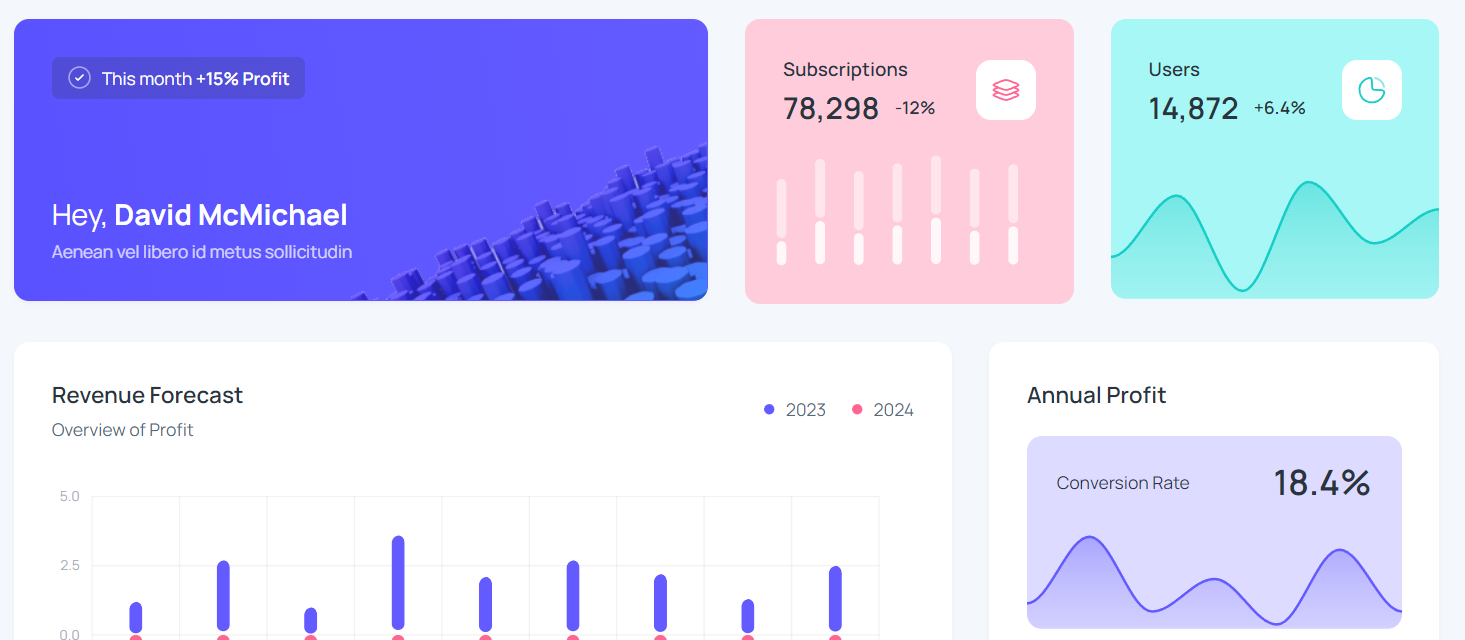 This month +15% Profit
Hey, David McMichael
Aenean vel libero id metus sollicitudin
Subscriptions
78,298 -12%
Users
14,872 +6.4%
Revenue Forecast
Overview of Profit
2023 2024
5.0
2.5
0.0
Annual Profit
Conversion Rate 18.4%